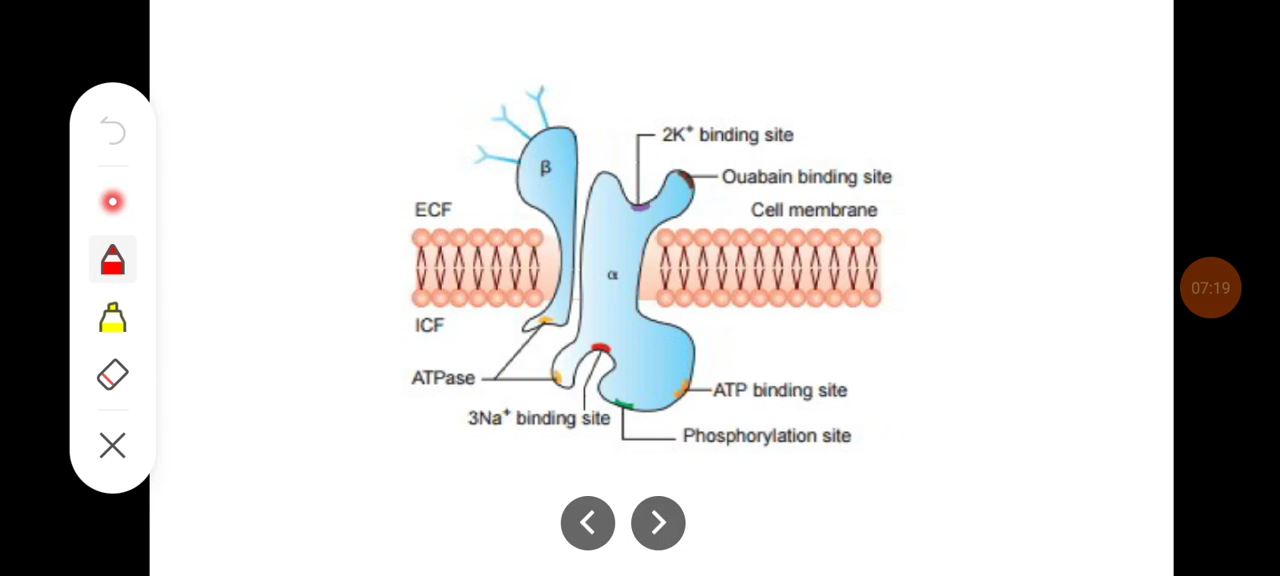 2K⁺ binding site
β
Ouabain binding site
ECF
Cell membrane
α
07:19
ICF
ATPase
ATP binding site
3Na⁺ binding site
Phosphorylation site